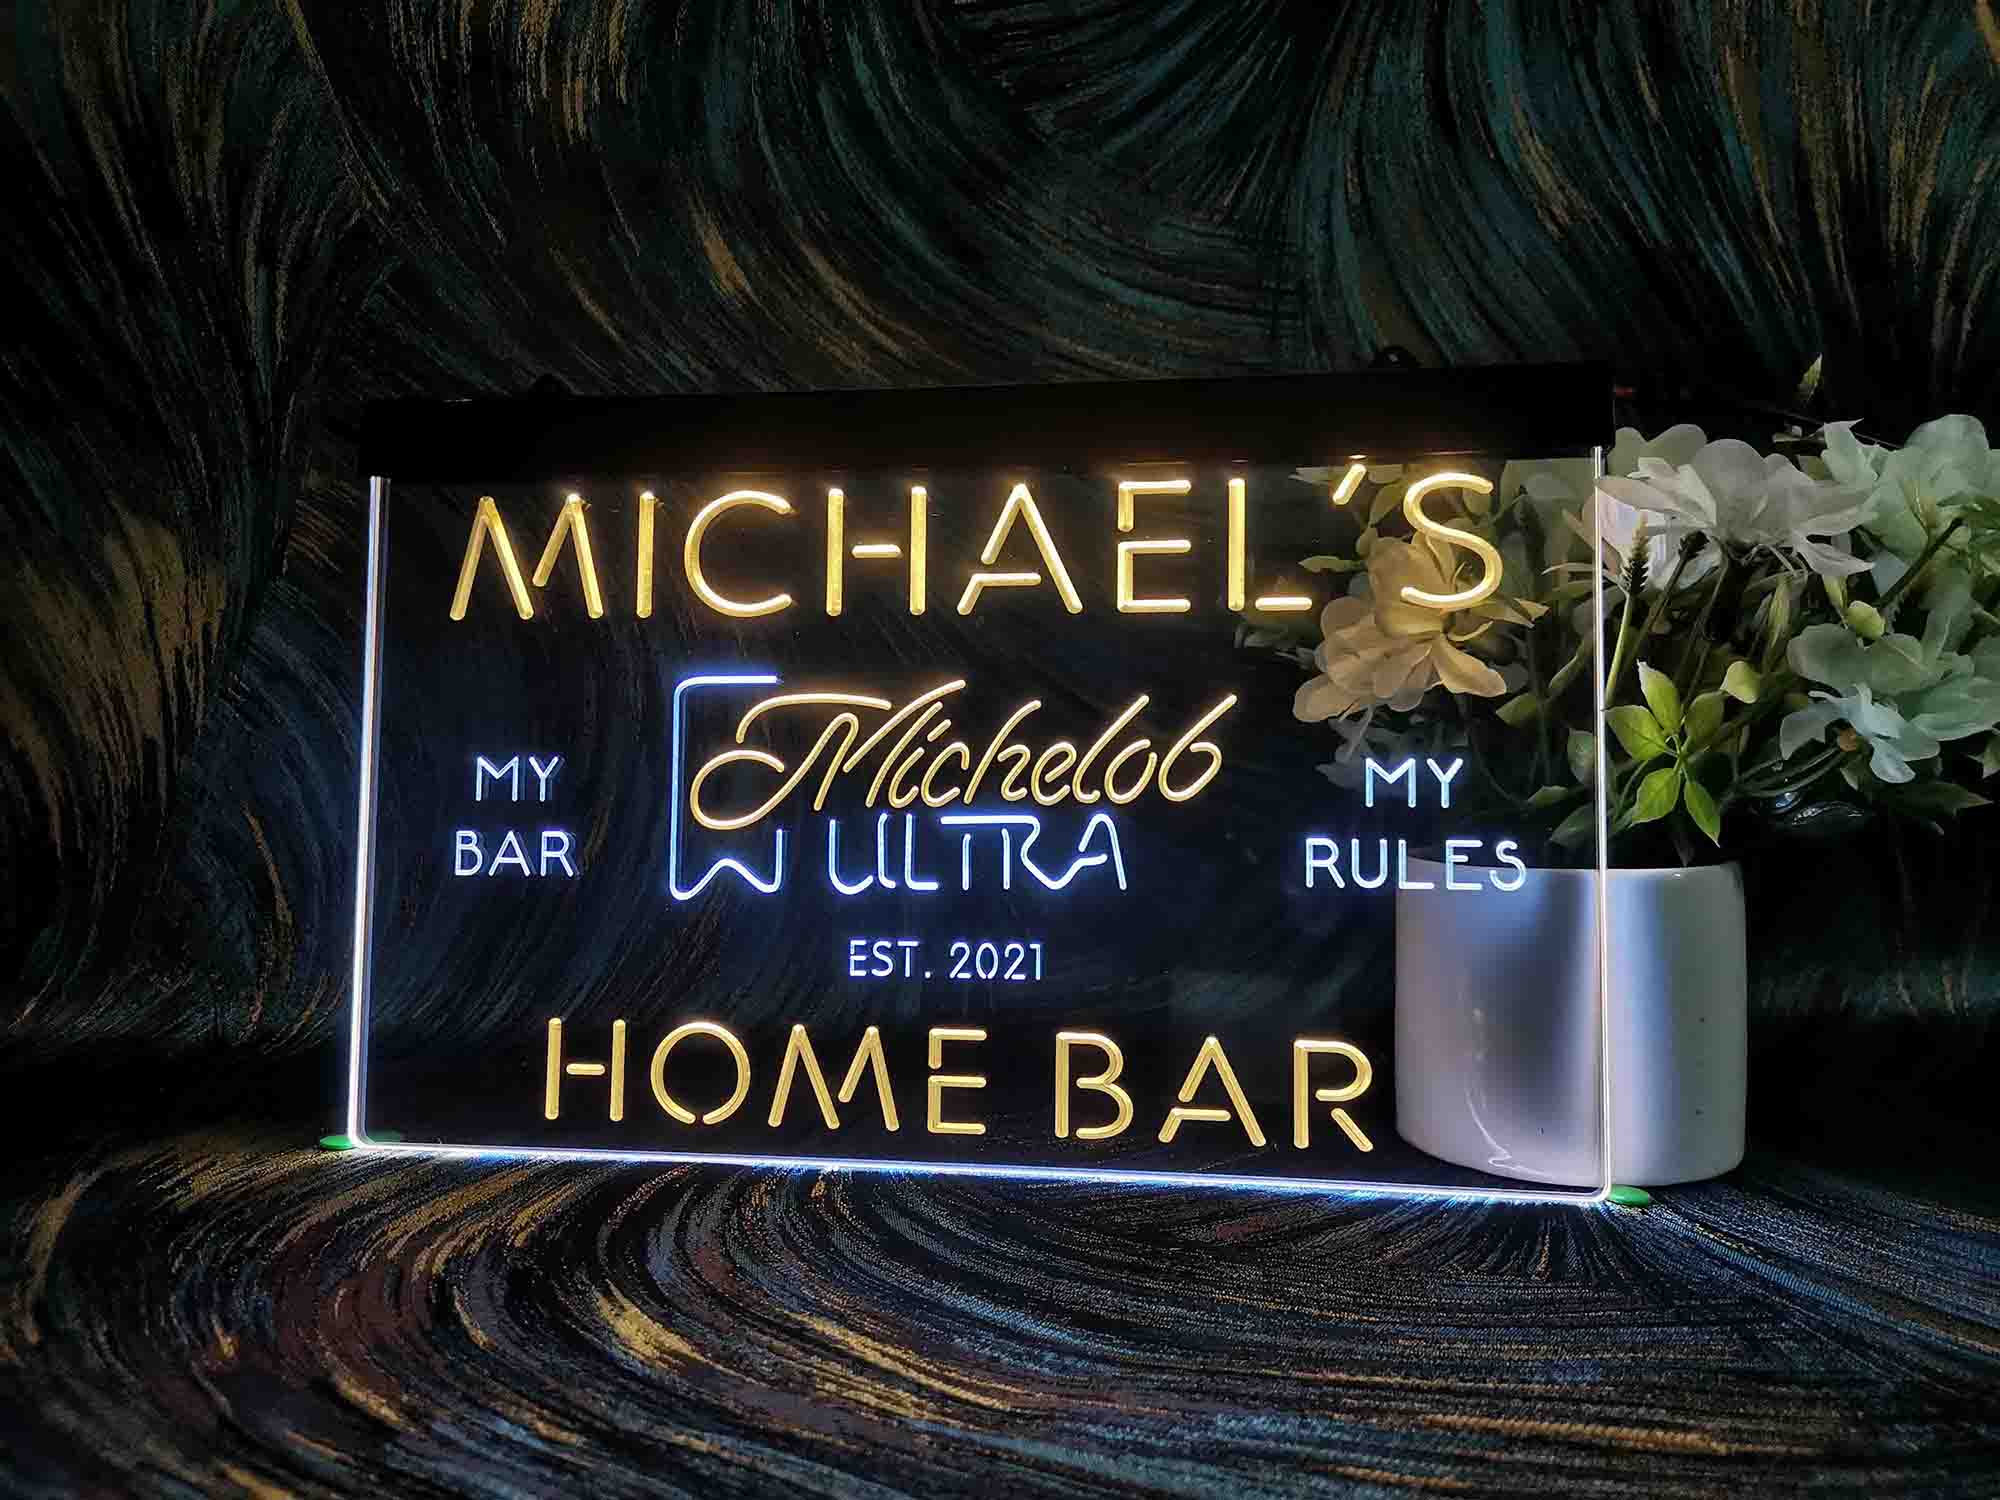 MICHAEL'S
Michelob
ULTRA
MY
BAR
MY
RULES
EST. 2021
HOME BAR